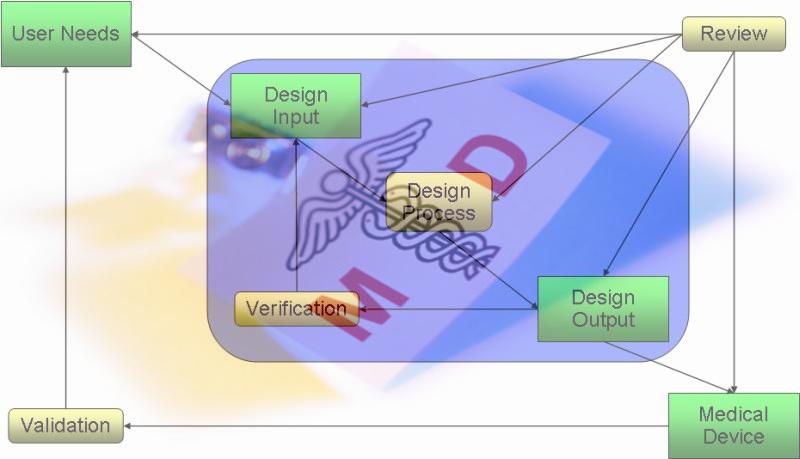 User Needs
Review
Design
Input
D
Design
Process
M
Verification
Design
Output
Validation
Medical
Device